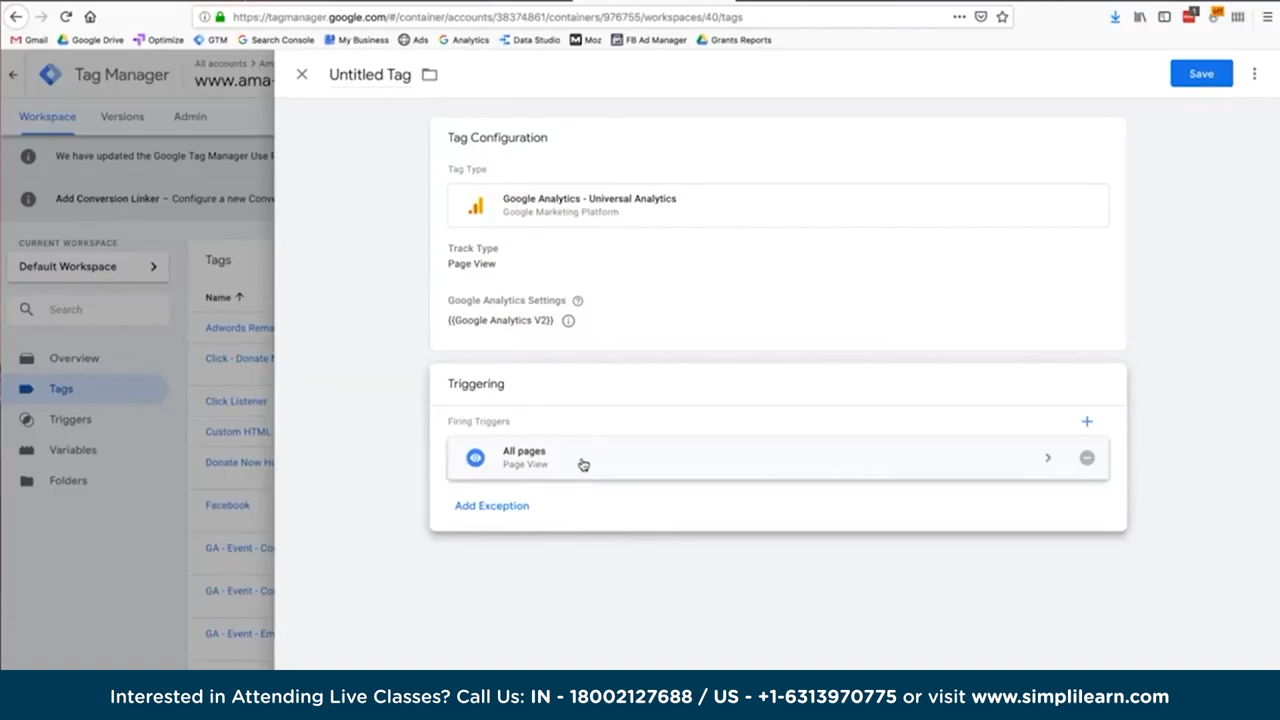 https://tagmanager.google.com/#/container/accounts/38374861/containers/976755/workspaces/40/tags
Gmail Google Drive Optimize GTM Search Console My Business Ads Analytics Data Studio Moz FB Ad Manager Grants Reports
Tag Manager
All accounts > Am
www.ama-
Untitled Tag
Save
Workspace Versions Admin
We have updated the Google Tag Manager Use P
Add Conversion Linker – Configure a new Conve
CURRENT WORKSPACE
Default Workspace
Search
Overview
Tags
Triggers
Variables
Folders
Tags
Name
Adwords Rema
Click - Donate N
Click Listener
Custom HTML
Donate Now Ho
Facebook
GA - Event - Co
GA - Event - Co
GA - Event - Em
Tag Configuration
Tag Type
Google Analytics - Universal Analytics
Google Marketing Platform
Track Type
Page View
Google Analytics Settings
{{Google Analytics V2}}
Triggering
Firing Triggers
All pages
Page View
Add Exception
Interested in Attending Live Classes? Call Us: IN - 18002127688 / US - +1-6313970775 or visit www.simplilearn.com